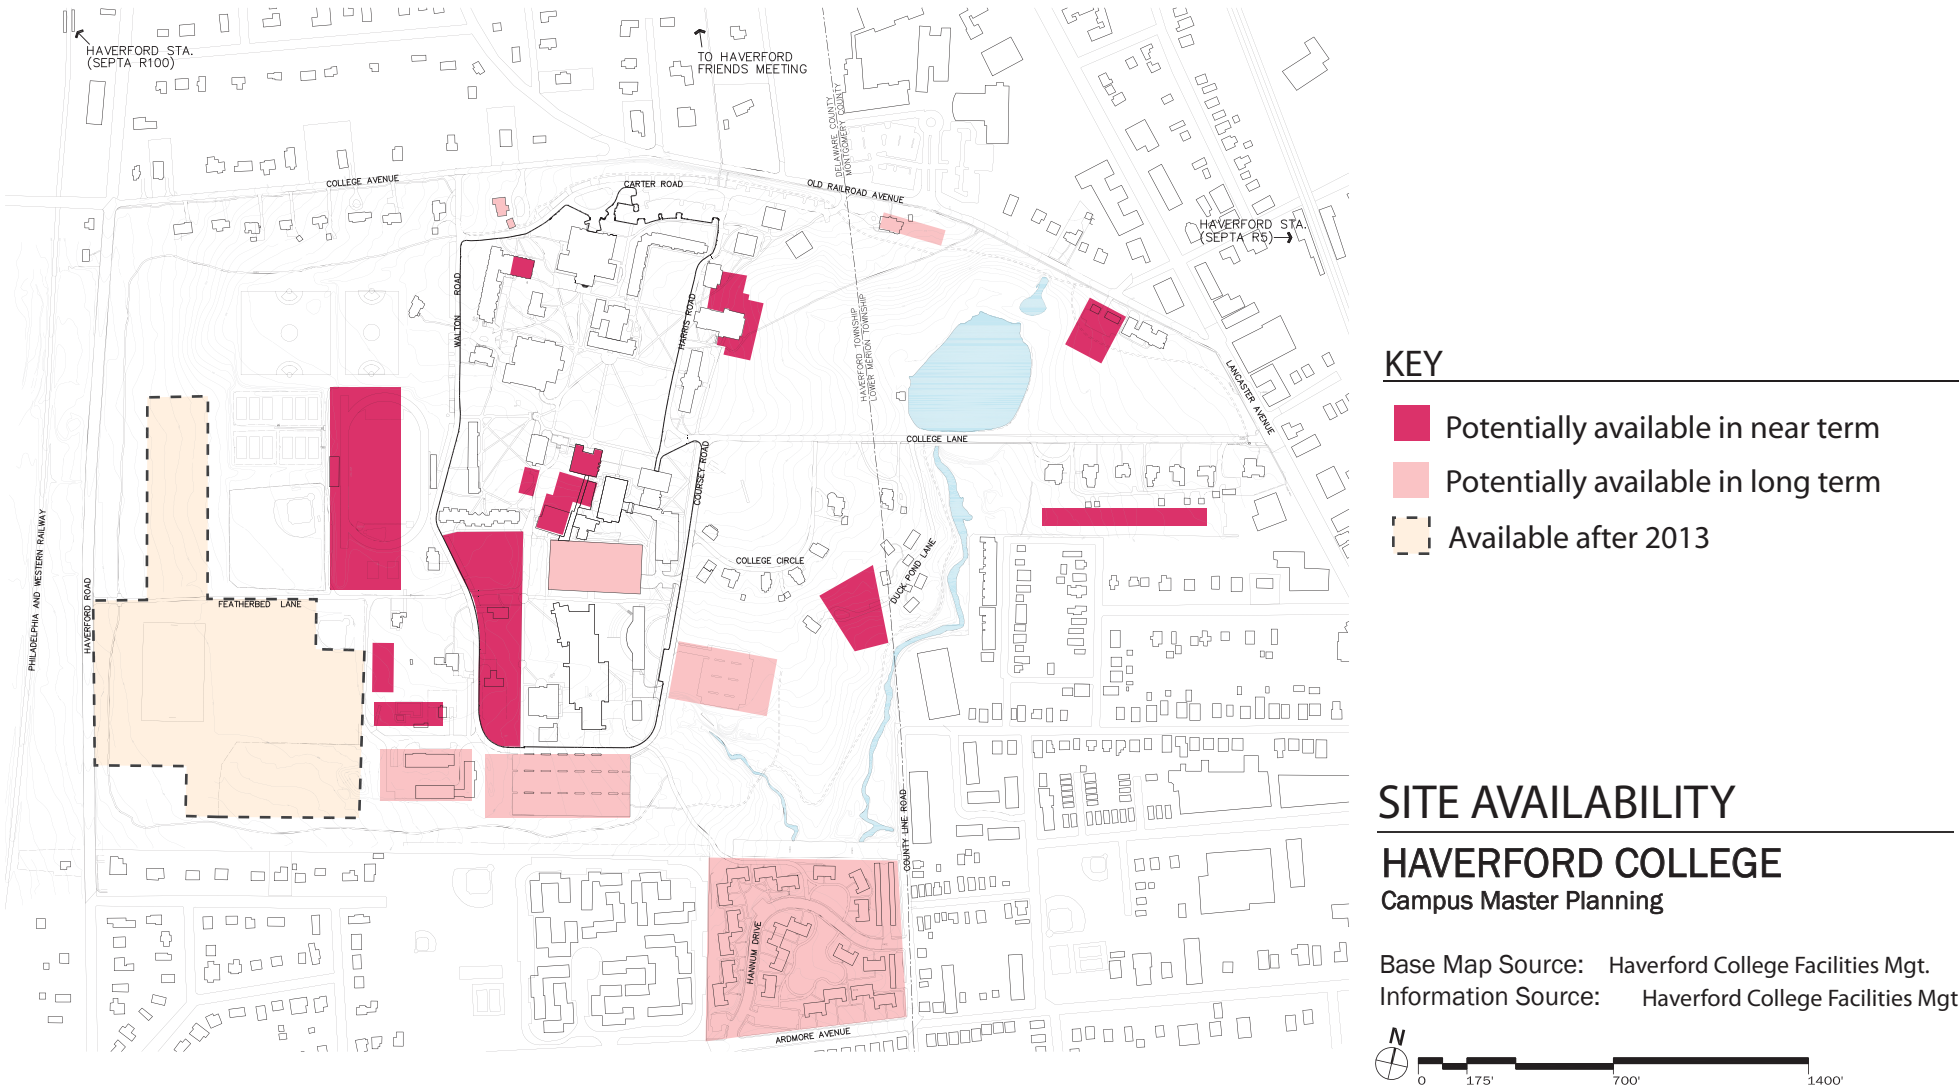 HAVERFORD STA.
(SEPTA R100)
TO HAVERFORD
FRIENDS MEETING
DELAWARE COUNTY
MONTGOMERY COUNTY
COLLEGE AVENUE
CARTER ROAD
OLD RAILROAD AVENUE
HAVERFORD STA.
(SEPTA R5)
WALTON ROAD
HARRIS ROAD
HAVERFORD TOWNSHIP
LOWER MERION TOWNSHIP
LANCASTER AVENUE
COLLEGE LANE
COURSEY ROAD
PHILADELPHIA AND WESTERN RAILWAY
HAVERFORD ROAD
FEATHERBED LANE
COLLEGE CIRCLE
DUCK POND LANE
COUNTY LINE ROAD
HANNUM DRIVE
ARDMORE AVENUE
KEY
Potentially available in near term
Potentially available in long term
Available after 2013
SITE AVAILABILITY
HAVERFORD COLLEGE
Campus Master Planning
Base Map Source: Haverford College Facilities Mgt.
Information Source: Haverford College Facilities Mgt
N
0 175' 700' 1400'